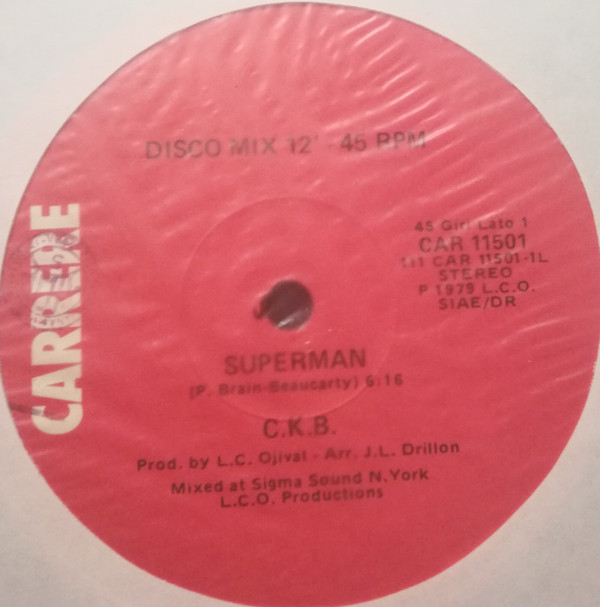 DISCO MIX 12' - 45 RPM
CARRERE
45 Giri Lato 1
CAR 11501
111 CAR 11501-1L
STEREO
P 1979 L.C.O.
SIAE/DR
SUPERMAN
(P. Brain-Beaucarty) 6:16
C.K.B.
Prod. by L.C. Ojival - Arr. J.L. Drillon
Mixed at Sigma Sound N.York
L.C.O. Productions